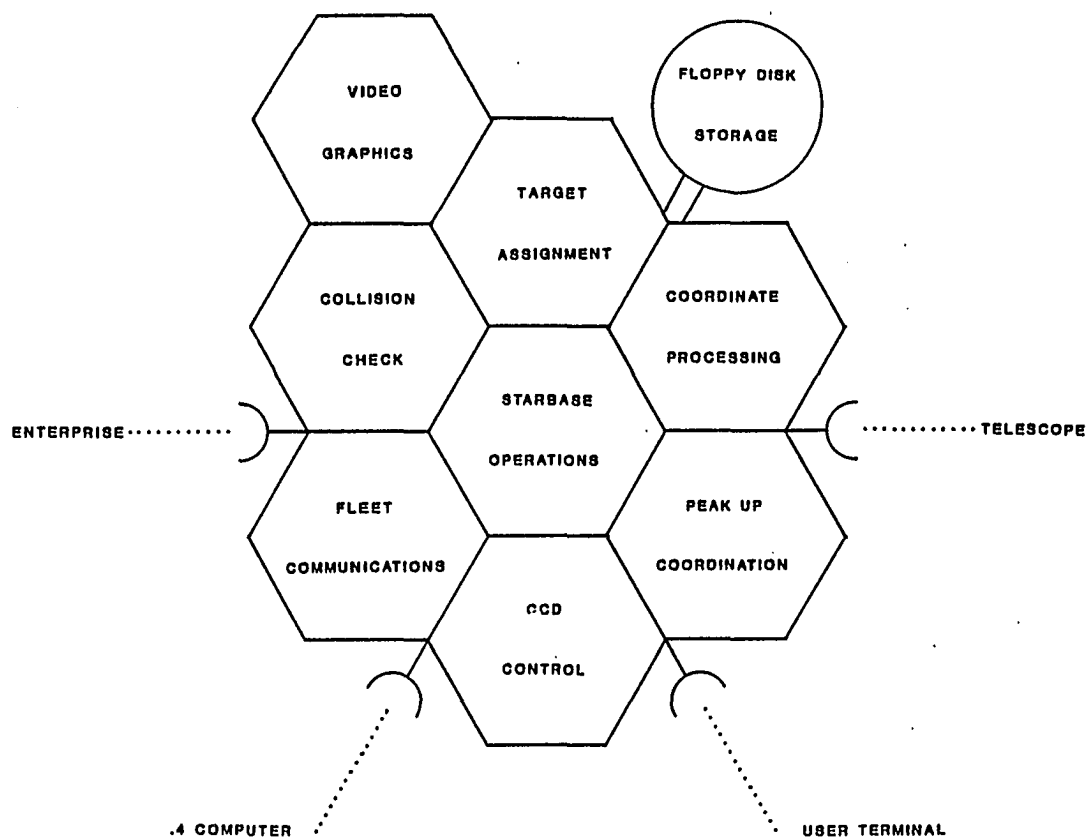 VIDEO
GRAPHICS
FLOPPY DISK
STORAGE
TARGET
ASSIGNMENT
COLLISION
CHECK
COORDINATE
PROCESSING
STARBASE
OPERATIONS
ENTERPRISE
TELESCOPE
FLEET
COMMUNICATIONS
PEAK UP
COORDINATION
CCD
CONTROL
.4 COMPUTER
USER TERMINAL